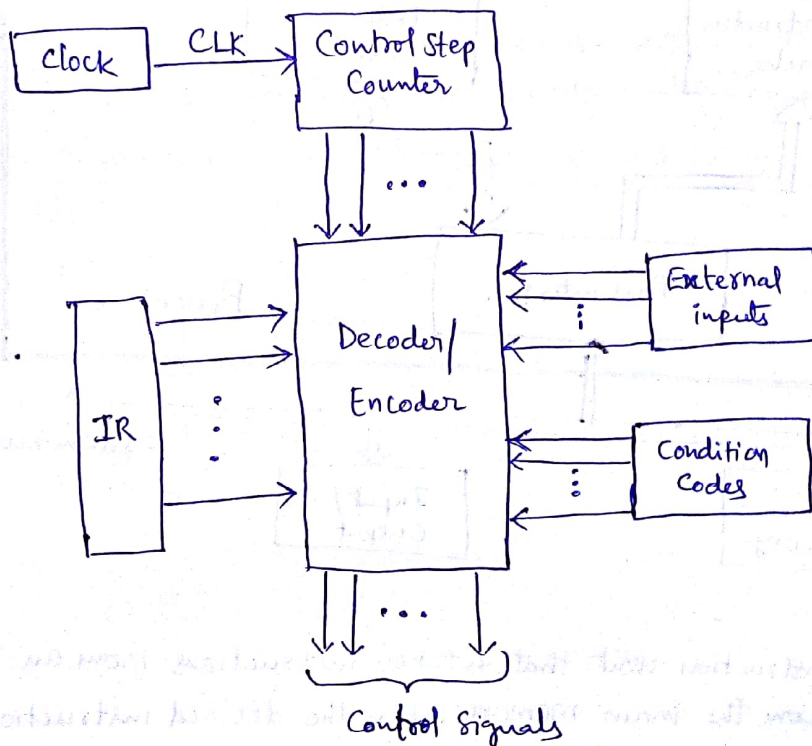 Clock
CLK
Control Step
Counter
...
IR
Decoder/
Encoder
External
inputs
Condition
Codes
...
Control Signals